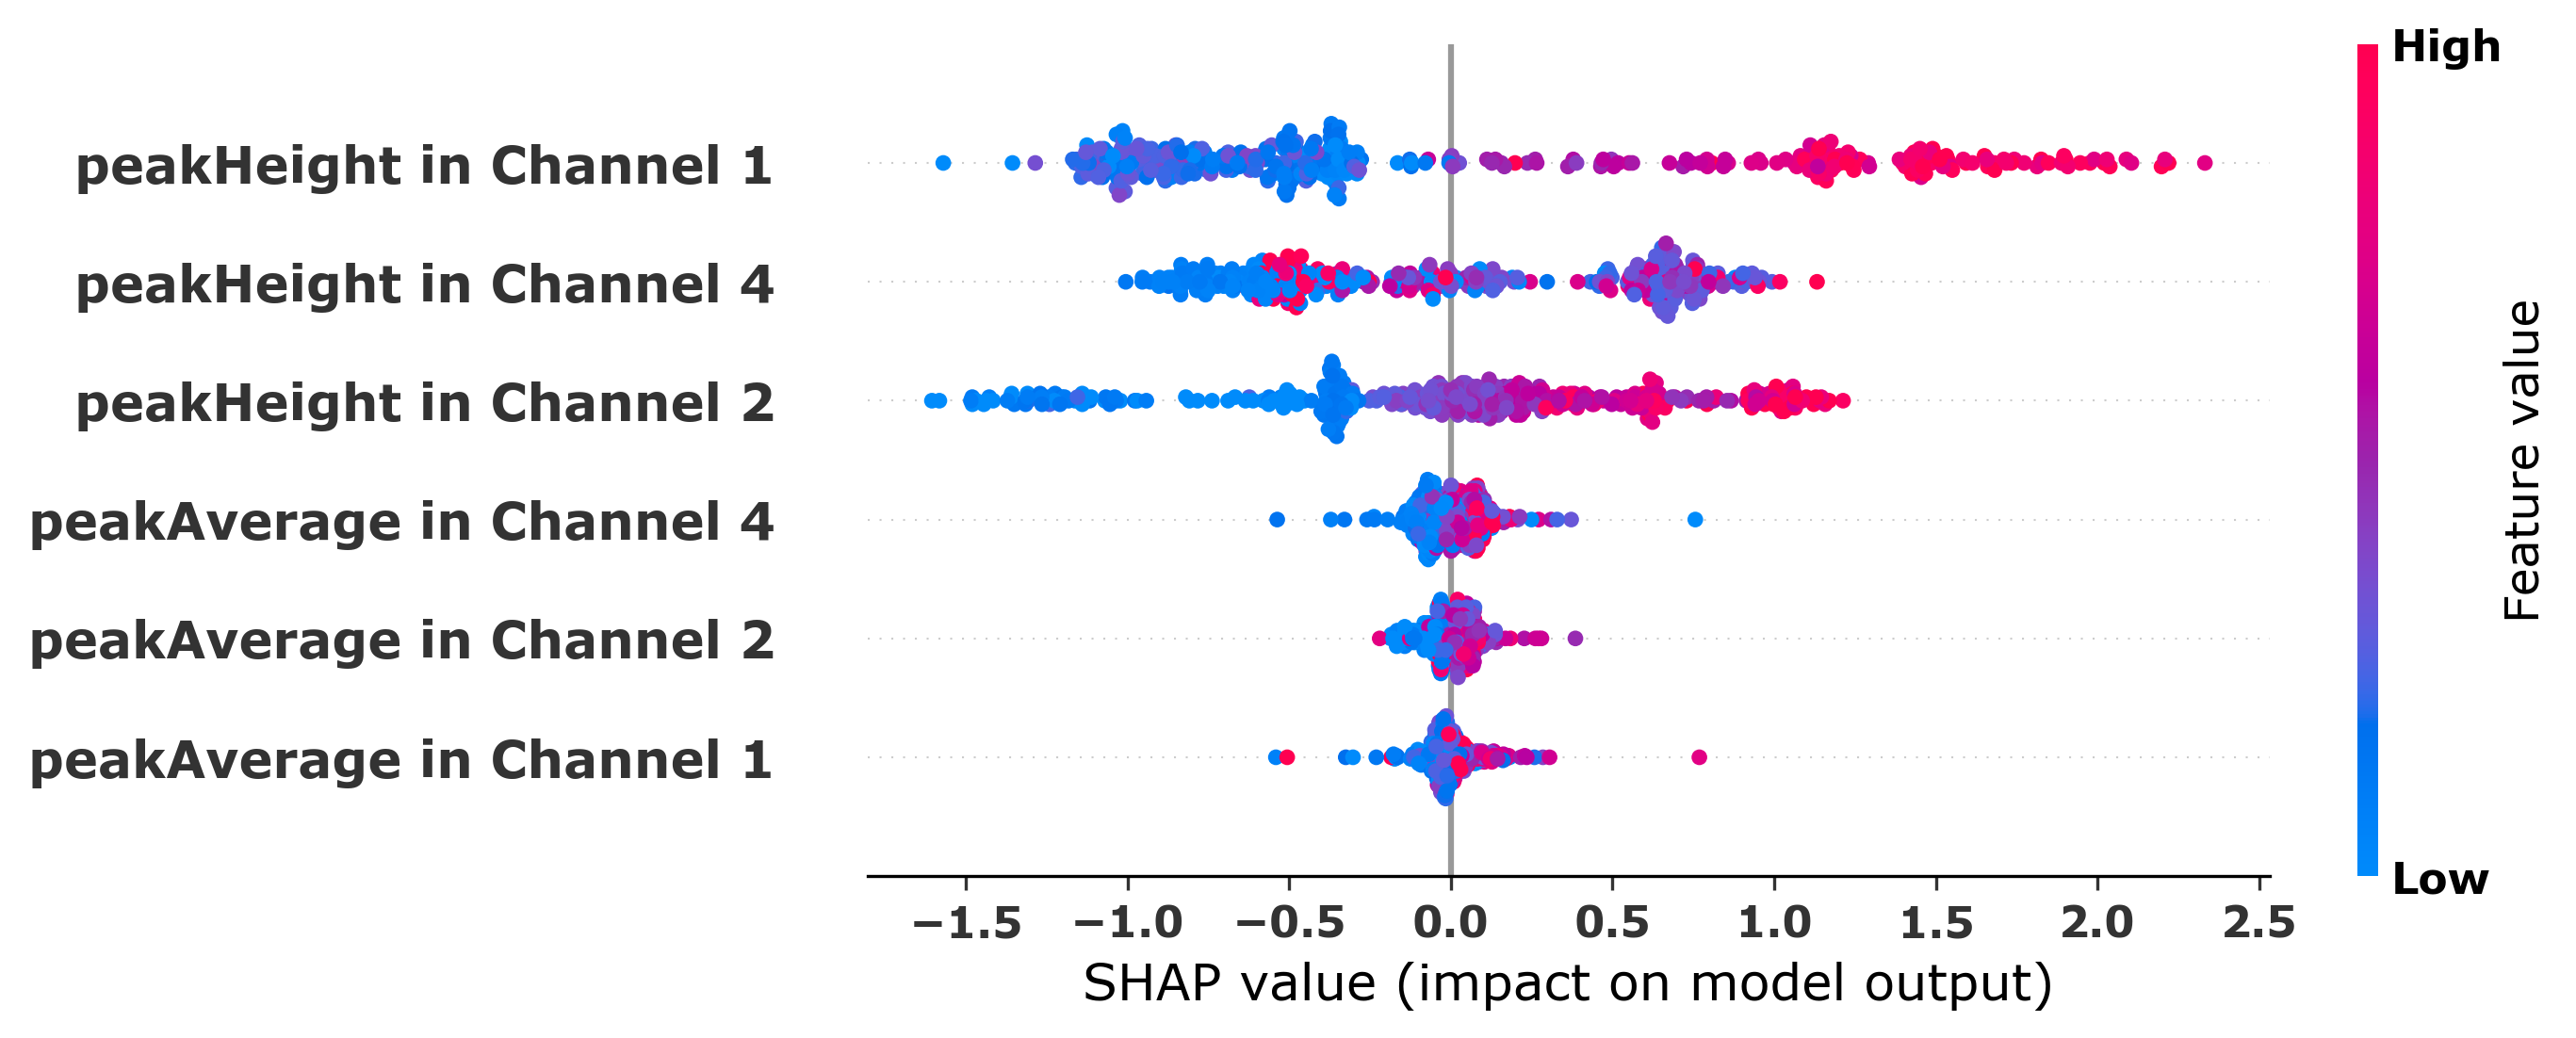 High
peakHeight in Channel 1
peakHeight in Channel 4
peakHeight in Channel 2
peakAverage in Channel 4
peakAverage in Channel 2
peakAverage in Channel 1
Feature value
Low
−1.5 −1.0 −0.5 0.0 0.5 1.0 1.5 2.0 2.5
SHAP value (impact on model output)